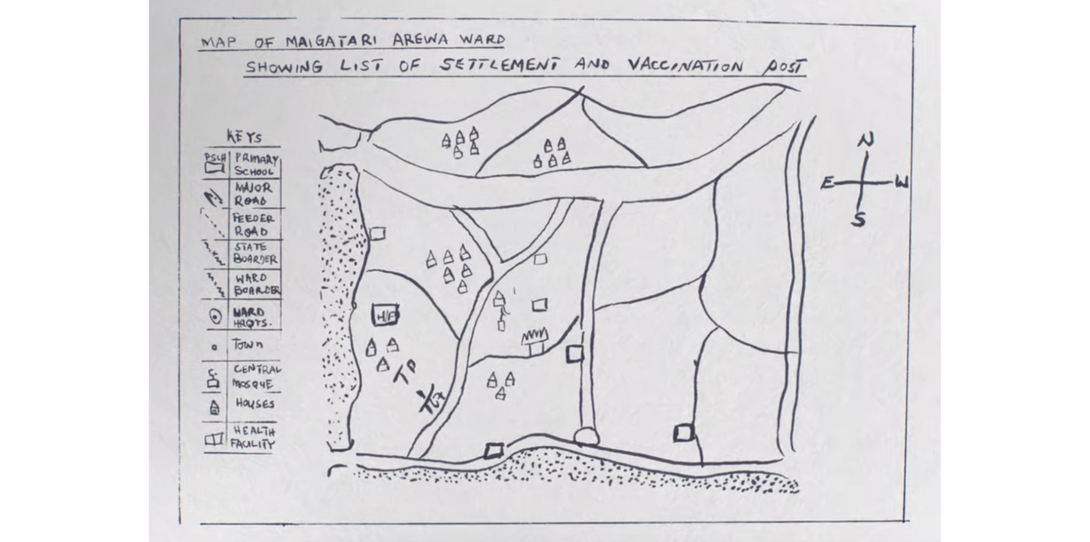 MAP OF MAIGATARI AREWA WARD
SHOWING LIST OF SETTLEMENT AND VACCINATION POST
KEYS
PSCH PRIMARY
SCHOOL
MAJOR
ROAD
FEEDER
ROAD
STATE
BOARDER
WARD
BOARDER
WARD
HRQTS.
TOWN
CENTRAL
MOSQUE
HOUSES
HEALTH
FACILITY
N
E W
S
H/F
TP